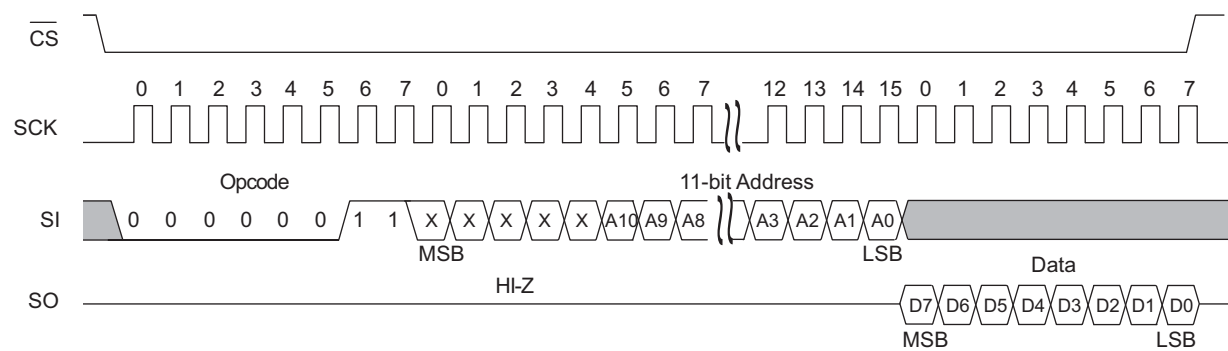 CS
0 1 2 3 4 5 6 7 0 1 2 3 4 5 6 7 12 13 14 15 0 1 2 3 4 5 6 7
SCK
Opcode 11-bit Address
SI 0 0 0 0 0 0 1 1 X X X X X A10 A9 A8 A3 A2 A1 A0
MSB LSB
HI-Z Data
SO D7 D6 D5 D4 D3 D2 D1 D0
MSB LSB